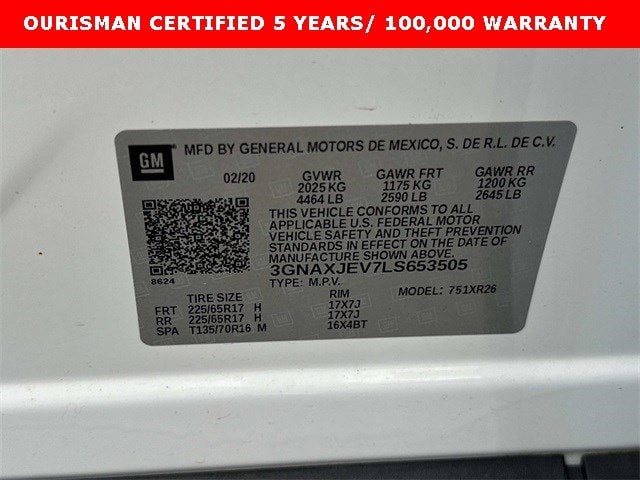 OURISMAN CERTIFIED 5 YEARS/ 100,000 WARRANTY
GM MFD BY GENERAL MOTORS DE MEXICO, S. DE R.L. DE C.V.
02/20 GVWR GAWR FRT GAWR RR
2025 KG 1175 KG 1200 KG
4464 LB 2590 LB 2645 LB
THIS VEHICLE CONFORMS TO ALL
APPLICABLE U.S. FEDERAL MOTOR
VEHICLE SAFETY AND THEFT PREVENTION
STANDARDS IN EFFECT ON THE DATE OF
MANUFACTURE SHOWN ABOVE.
8624 3GNAXJEV7LS653505
TYPE: M.P.V. MODEL: 751XR26
TIRE SIZE RIM
FRT 225/65R17 H 17X7J
RR 225/65R17 H 17X7J
SPA T135/70R16 M 16X4BT